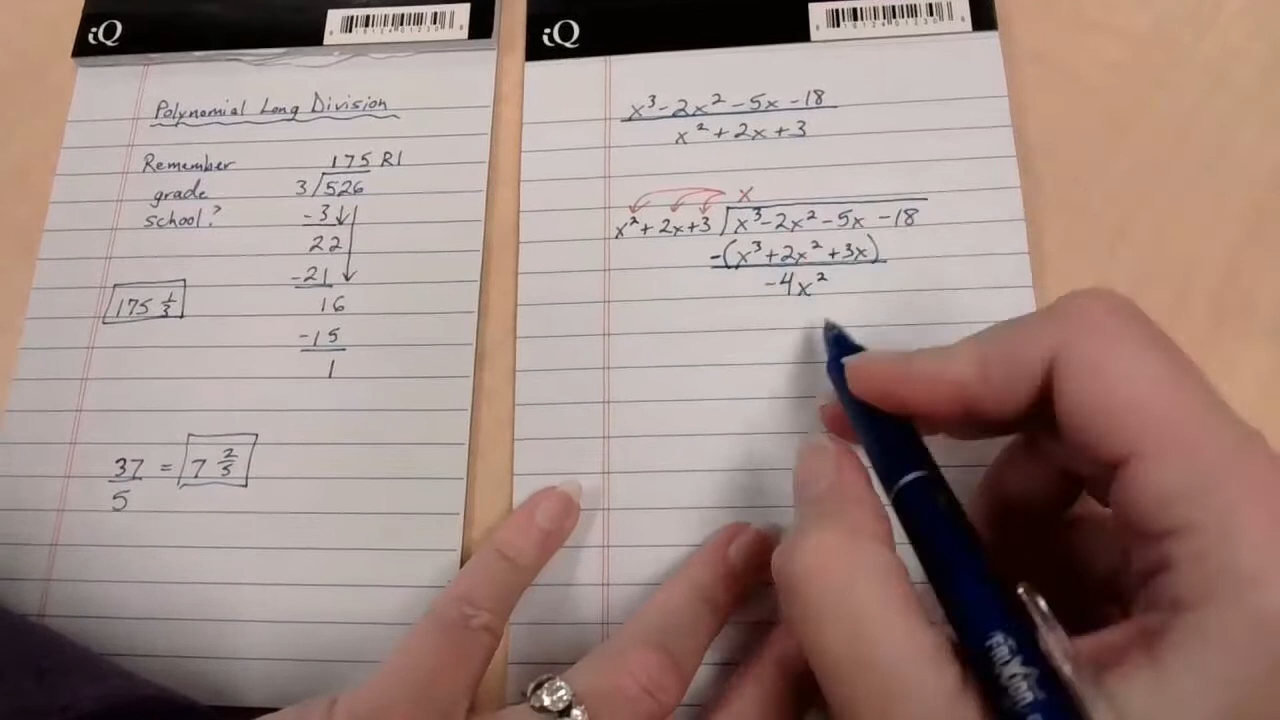 iQ
Polynomial Long Division
Remember
grade
school?
175 R1
3/526
-3
22
-21
16
-15
1
175 1/3
37/5 = 7 2/5
iQ
x³-2x²-5x-18
x²+2x+3
x
x²+2x+3 x³-2x²-5x-18
-(x³+2x²+3x)
-4x²
FriXion